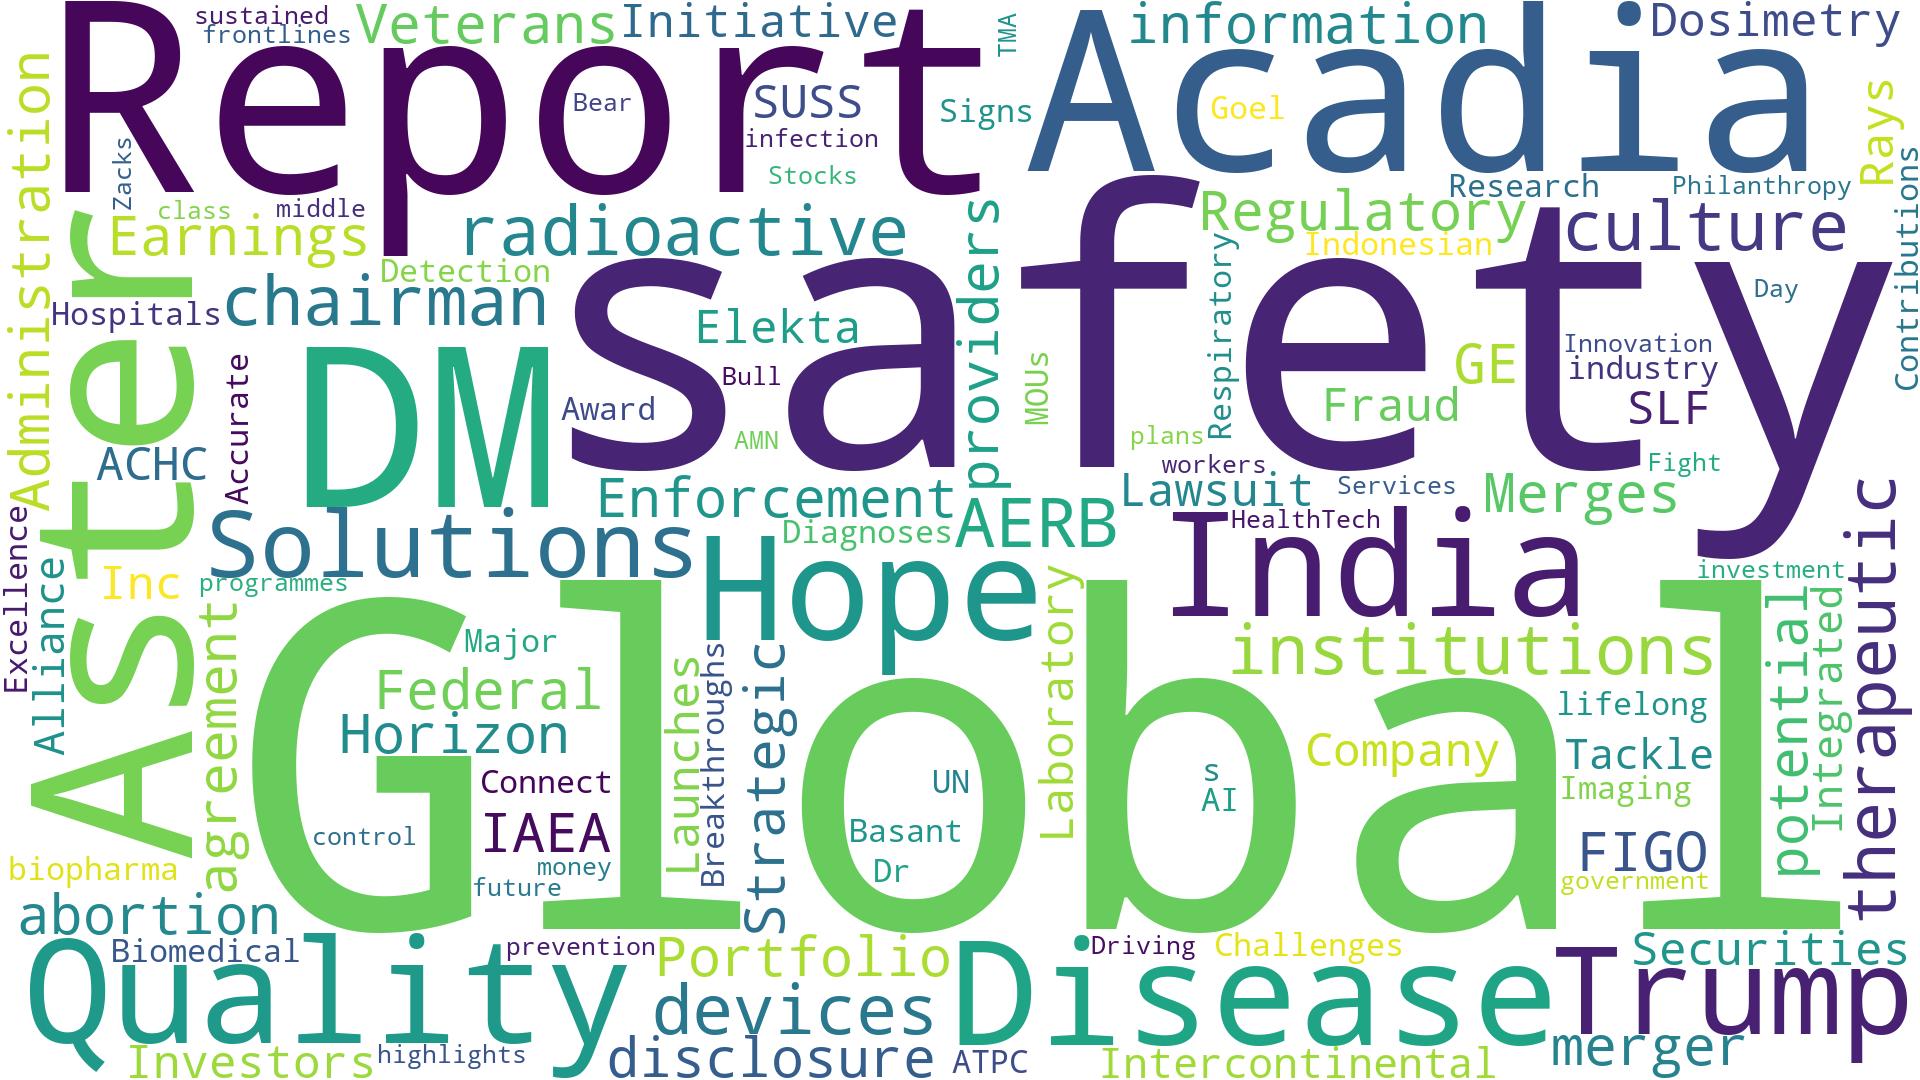 sustained
frontlines
Veterans
Initiative
TMA
information
Dosimetry
Report
Acadia
Bear
SUSS
infection
Stocks
Signs
Goel
Rays
Administration
Zacks
class
middle
Earnings
radioactive
Detection
Hospitals
chairman
providers
Regulatory
Research
Philanthropy
Indonesian
culture
Contributions
Day
safety
Elekta
Bull
Award
AMN
MOUs
Respiratory
plans
workers
Fraud
GE
Innovation
industry
SLF
Fight
Aster
DM
ACHC
Accurate
Enforcement
Diagnoses
AERB
Lawsuit
Services
HealthTech
Merges
Solutions
Excellence
Alliance
Inc
programmes
Hope
India
investment
institutions
therapeutic
potential
Integrated
agreement
Global
Major
Federal
Horizon
Connect
IAEA
control
money
future
Launches
Breakthroughs
Strategic
UN
Basant
Dr
Laboratory
s
AI
Company
lifelong
Tackle
Imaging
FIGO
government
biopharma
abortion
Biomedical
prevention
Quality
Portfolio
Driving
Challenges
Securities
Disease
Trump
devices
Investors
highlights
disclosure
ATPC
Intercontinental
merger